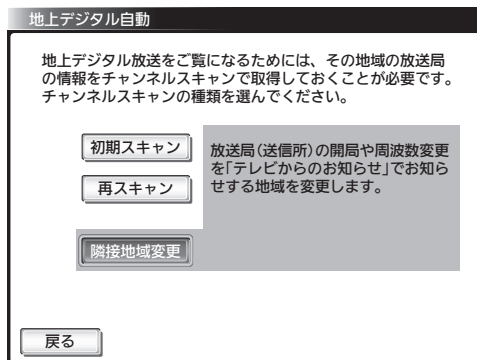 地上デジタル自動
地上デジタル放送をご覧になるためには、その地域の放送局
の情報をチャンネルスキャンで取得しておくことが必要です。
チャンネルスキャンの種類を選んでください。
初期スキャン
再スキャン
隣接地域変更
放送局（送信所）の開局や周波数変更
を「テレビからのお知らせ」でお知ら
せする地域を変更します。
戻る